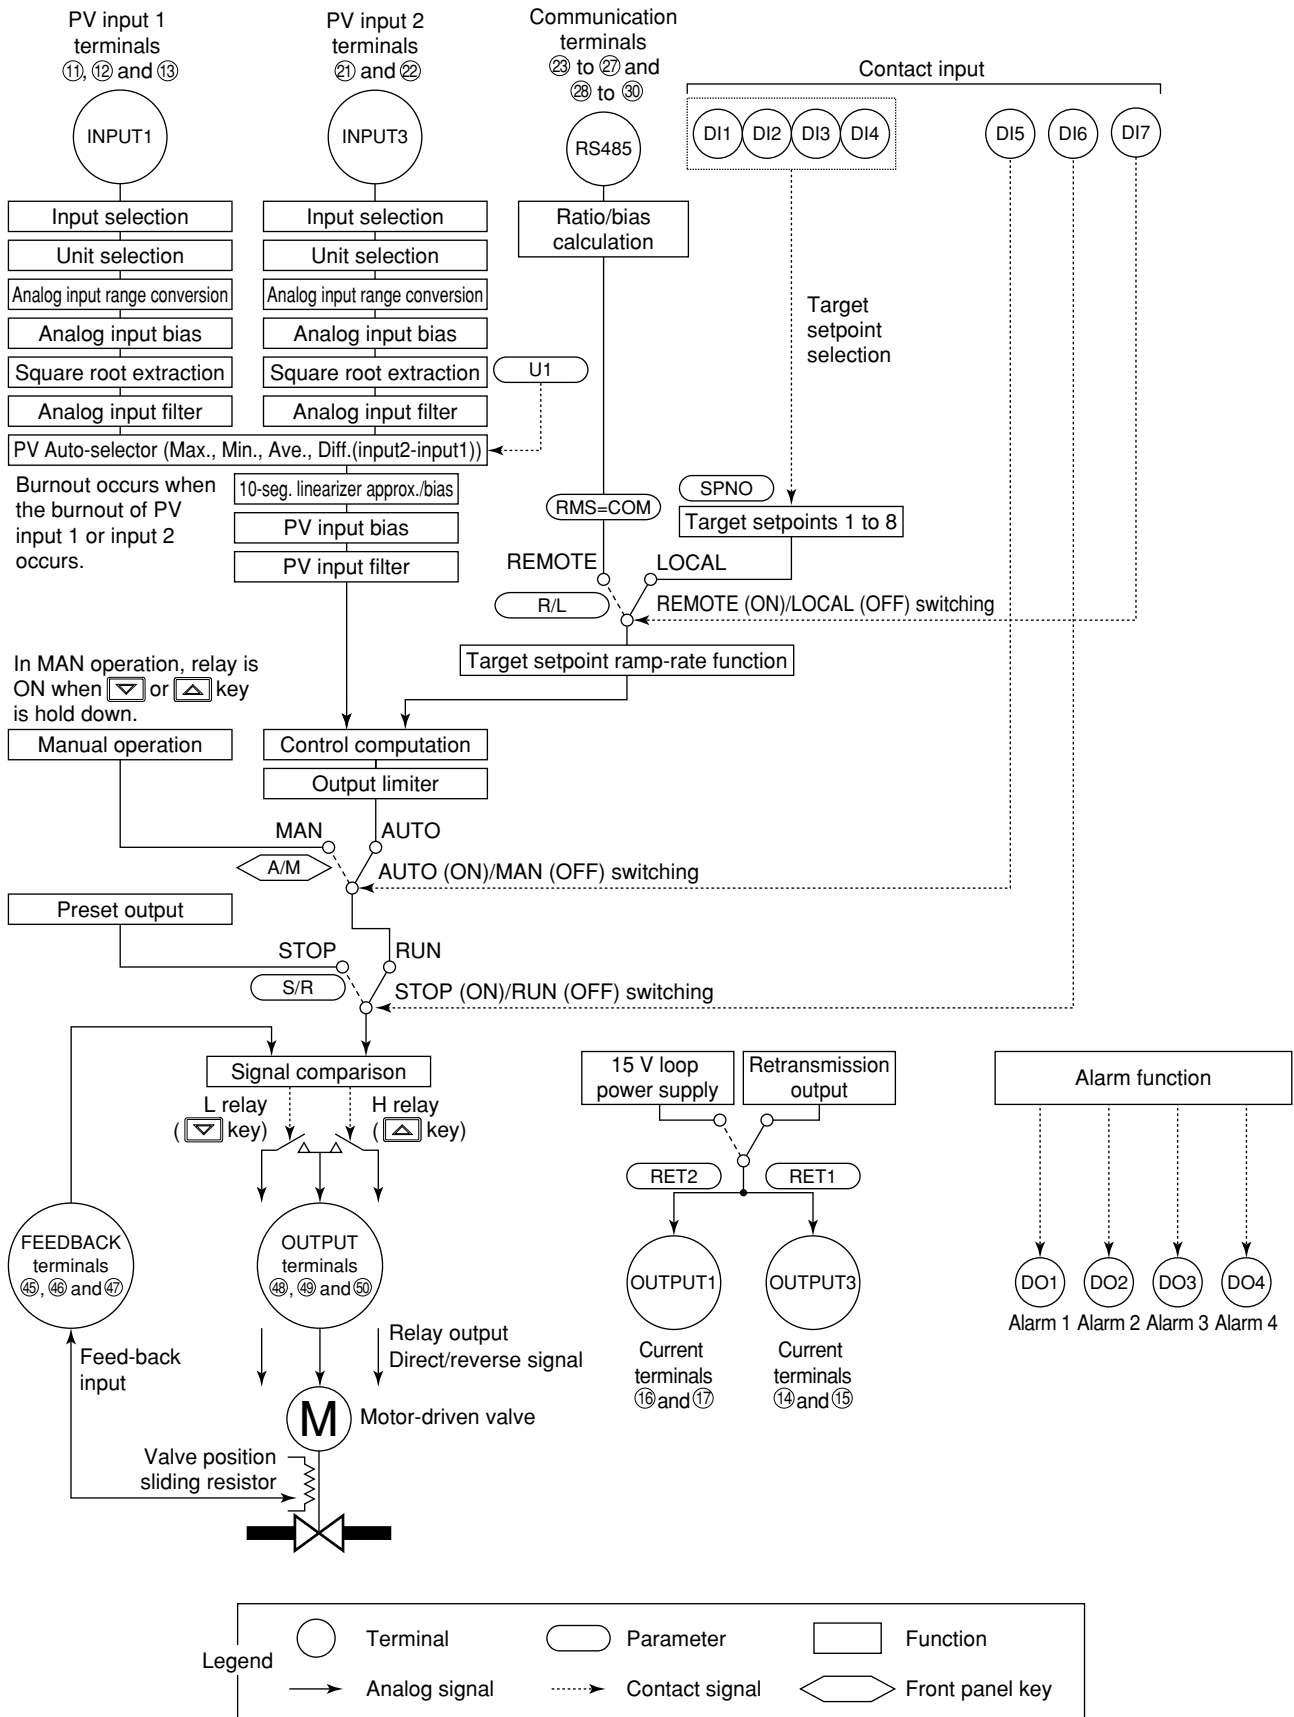 PV input 1
terminals
⑪, ⑫ and ⑬
INPUT1
PV input 2
terminals
㉑ and ㉒
INPUT3
Communication
terminals
㉓ to ㉗ and
㉘ to ㉚
RS485
Contact input
DI1
DI2
DI3
DI4
DI5
DI6
DI7
Input selection
Unit selection
Analog input range conversion
Analog input bias
Square root extraction
Analog input filter
Input selection
Unit selection
Analog input range conversion
Analog input bias
Square root extraction
Analog input filter
Ratio/bias
calculation
Target
setpoint
selection
U1
PV Auto-selector (Max., Min., Ave., Diff.(input2-input1))
Burnout occurs when
the burnout of PV
input 1 or input 2
occurs.
10-seg. linearizer approx./bias
PV input bias
PV input filter
RMS=COM
SPNO
Target setpoints 1 to 8
REMOTE
LOCAL
R/L
REMOTE (ON)/LOCAL (OFF) switching
Target setpoint ramp-rate function
In MAN operation, relay is
ON when ▽ or △ key
is hold down.
Manual operation
Control computation
Output limiter
MAN
AUTO
A/M
AUTO (ON)/MAN (OFF) switching
Preset output
STOP
RUN
S/R
STOP (ON)/RUN (OFF) switching
Signal comparison
L relay
( ▽ key)
H relay
( △ key)
15 V loop
power supply
Retransmission
output
RET2
RET1
Alarm function
FEEDBACK
terminals
㊺, ㊻ and ㊼
OUTPUT
terminals
㊽, ㊾ and ㊿
OUTPUT1
OUTPUT3
Current
terminals
⑯ and ⑰
Current
terminals
⑭ and ⑮
DO1
DO2
DO3
DO4
Alarm 1
Alarm 2
Alarm 3
Alarm 4
Feed-back
input
Relay output
Direct/reverse signal
M
Motor-driven valve
Valve position
sliding resistor
Legend
Terminal
Parameter
Function
Analog signal
Contact signal
Front panel key